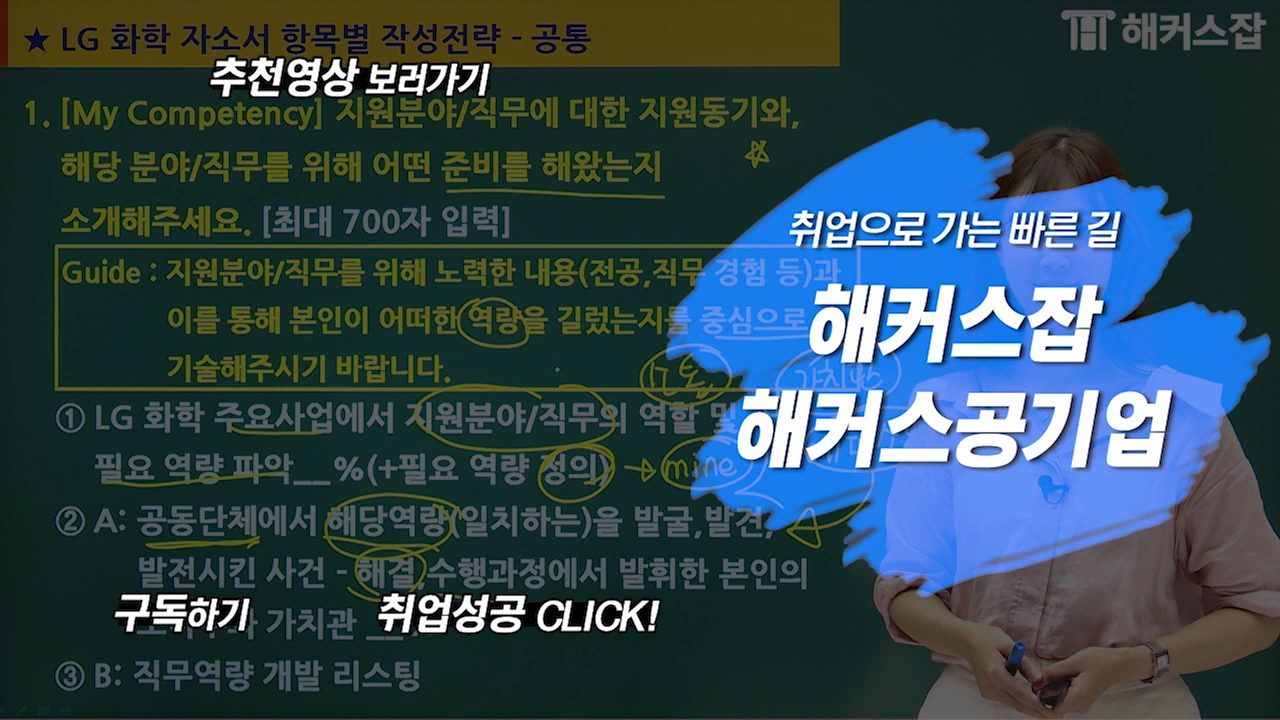 ★ LG 화학 자소서 항목별 작성전략 - 공통
해커스잡
추천영상 보러가기
1. [My Competency] 지원분야/직무에 대한 지원동기와,
해당 분야/직무를 위해 어떤 준비를 해왔는지
소개해주세요. [최대 700자 입력]
Guide : 지원분야/직무를 위해 노력한 내용(전공,직무 경험 등)과
이를 통해 본인이 어떠한 역량을 길렀는지를 중심으로
기술해주시기 바랍니다.
취업으로 가는 빠른 길
해커스잡
해커스공기업
① LG 화학 주요사업에서 지원분야/직무의 역할 및
필요 역량 파악__ %(+필요 역량 정의) → mine
② A: 공동단체에서 해당역량(일치하는)을 발굴,발견,
발전시킨 사건 - 해결 수행과정에서 발휘한 본인의
가치관
구독하기
취업성공 CLICK!
③ B: 직무역량 개발 리스팅